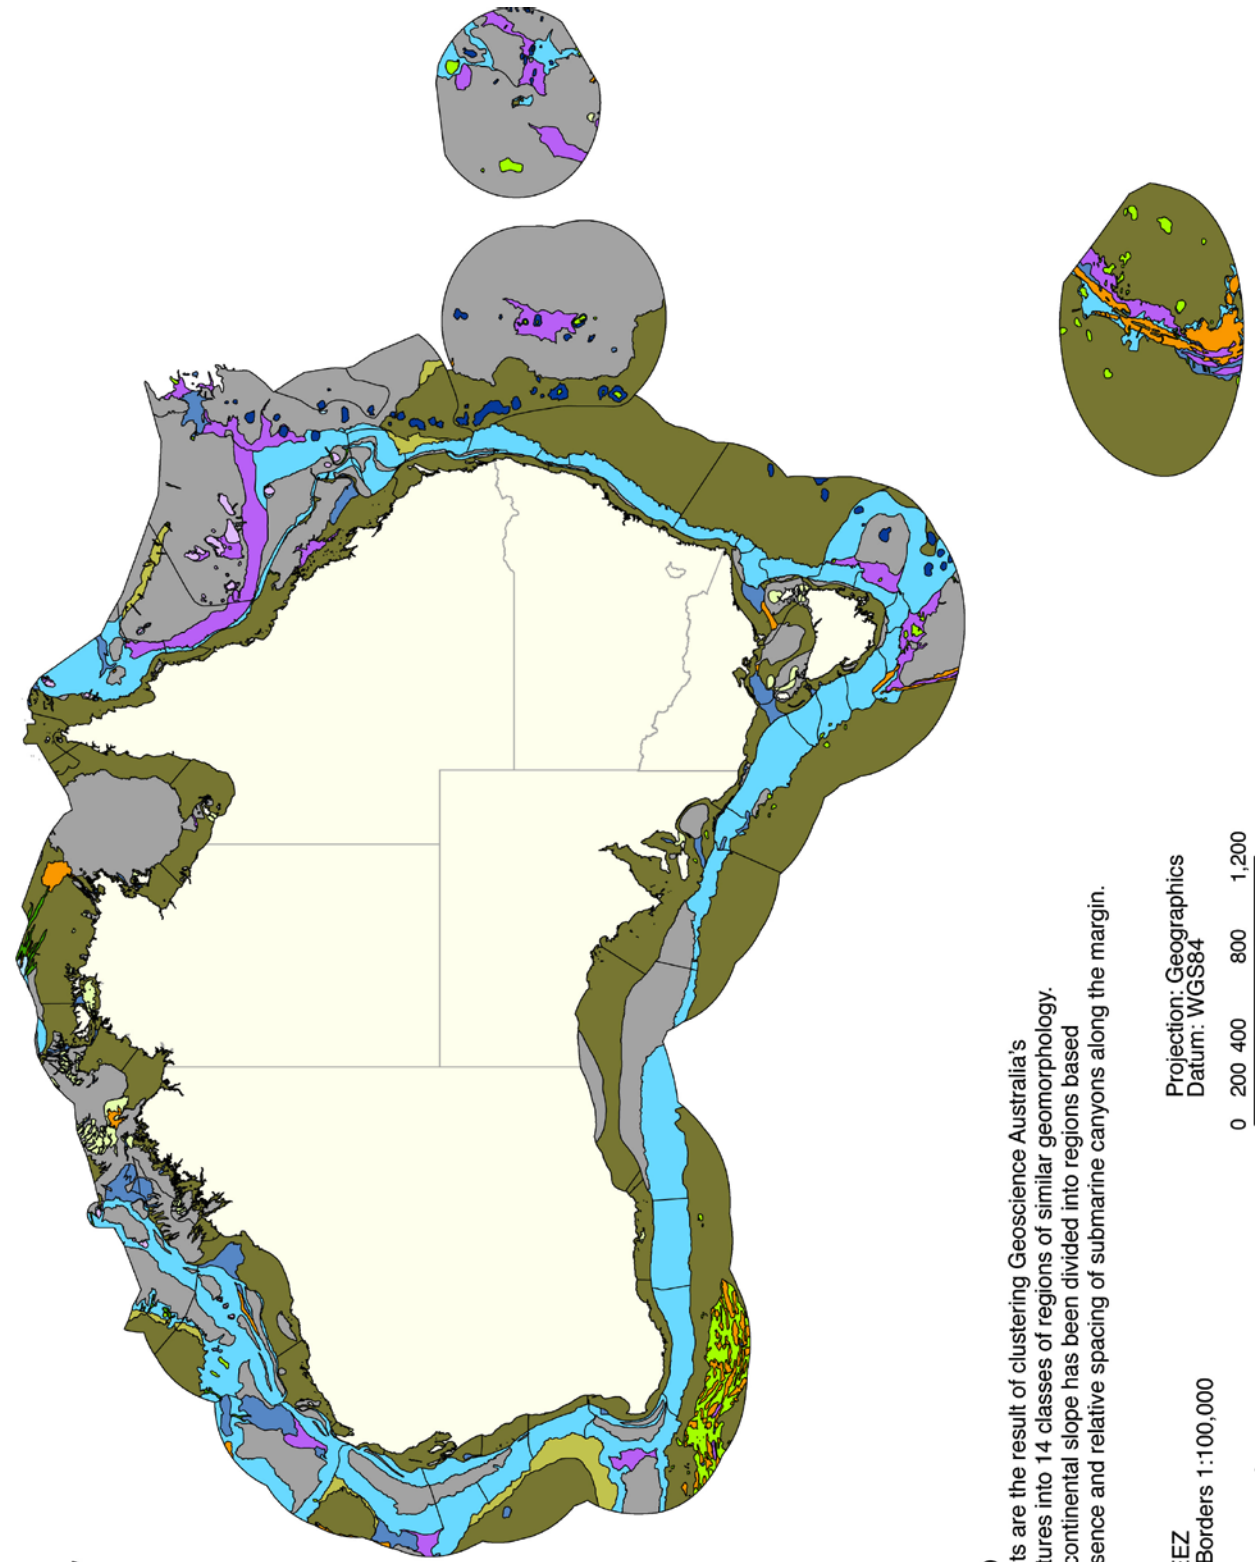 ts are the result of clustering Geoscience Australia's
tures into 14 classes of regions of similar geomorphology.
continental slope has been divided into regions based
sence and relative spacing of submarine canyons along the margin.
EEZ
Borders 1:100,000
Projection: Geographics
Datum: WGS84
0 200 400 800 1,200